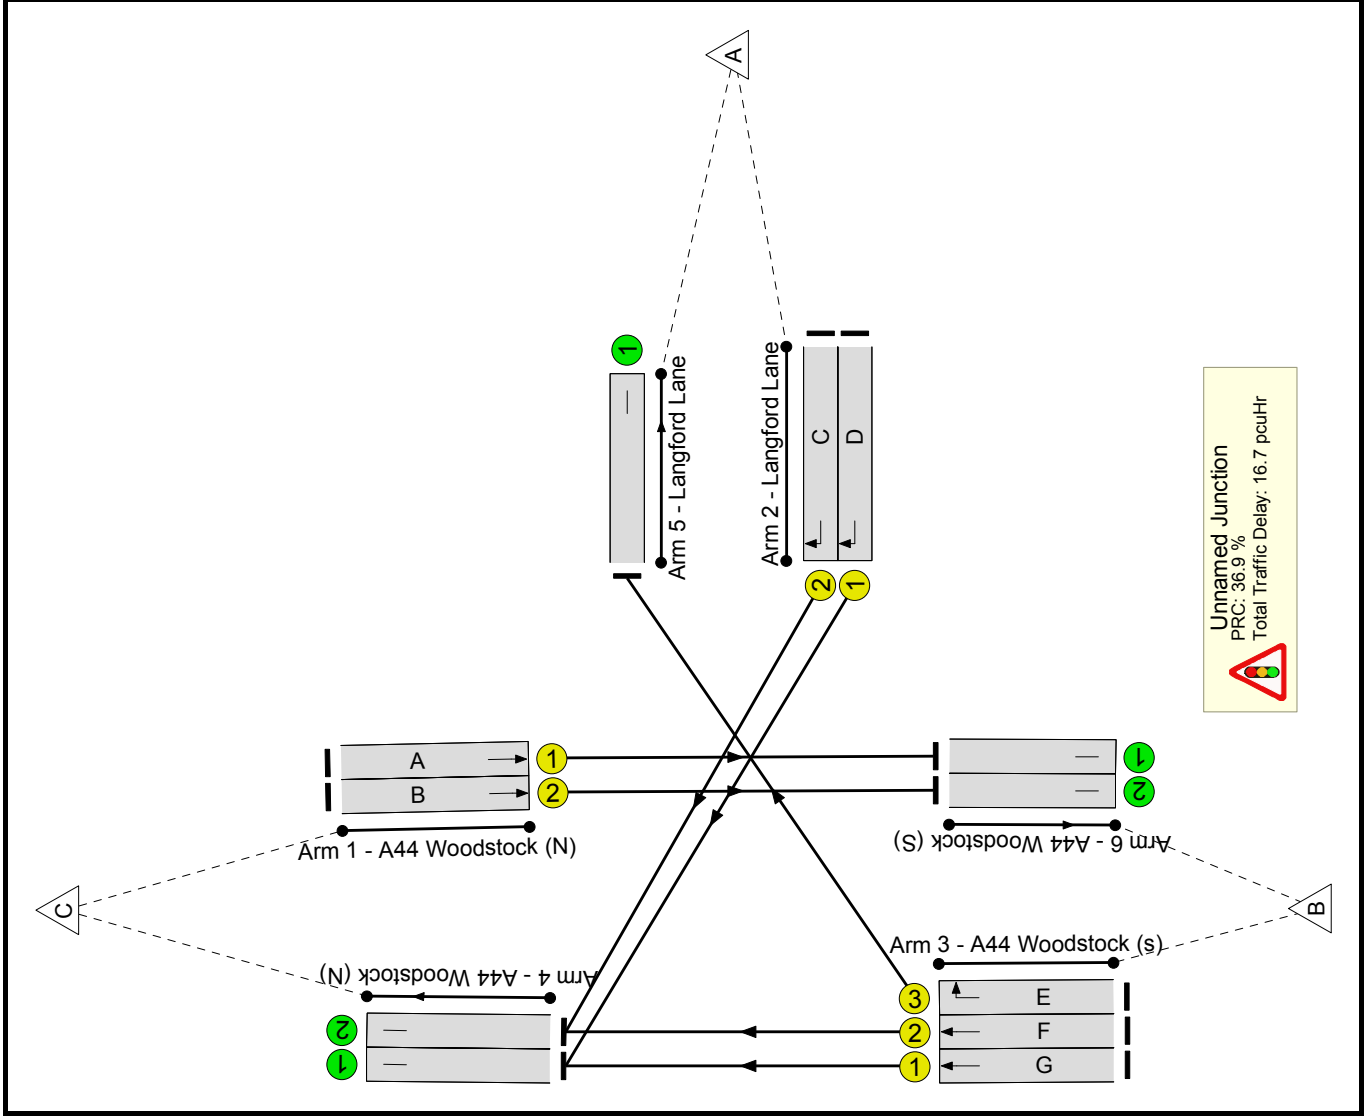 A
1
Arm 5 - Langford Lane
Arm 2 - Langford Lane
C
D
2
1
Unnamed Junction
PRC: 36.9 %
Total Traffic Delay: 16.7 pcuHr
A
B
1
2
Arm 1 - A44 Woodstock (N)
1
2
Arm 6 - A44 Woodstock (S)
C
B
Arm 4 - A44 Woodstock (N)
2
1
Arm 3 - A44 Woodstock (s)
3
2
1
E
F
G